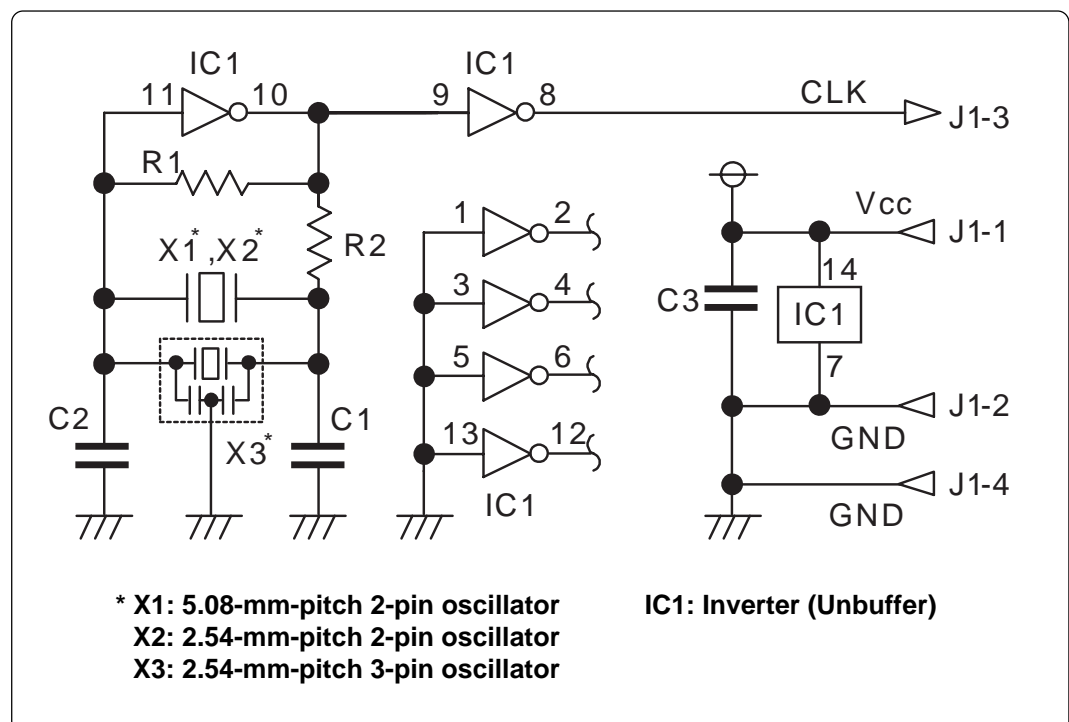 IC1 IC1
11 10 9 8 CLK J1-3
R1
1 2 Vcc J1-1
X1*,X2* R2
14
3 4 C3 IC1
5 6 7
C2 C1 J1-2
X3* 13 12 GND
IC1 J1-4
GND
* X1: 5.08-mm-pitch 2-pin oscillator IC1: Inverter (Unbuffer)
X2: 2.54-mm-pitch 2-pin oscillator
X3: 2.54-mm-pitch 3-pin oscillator